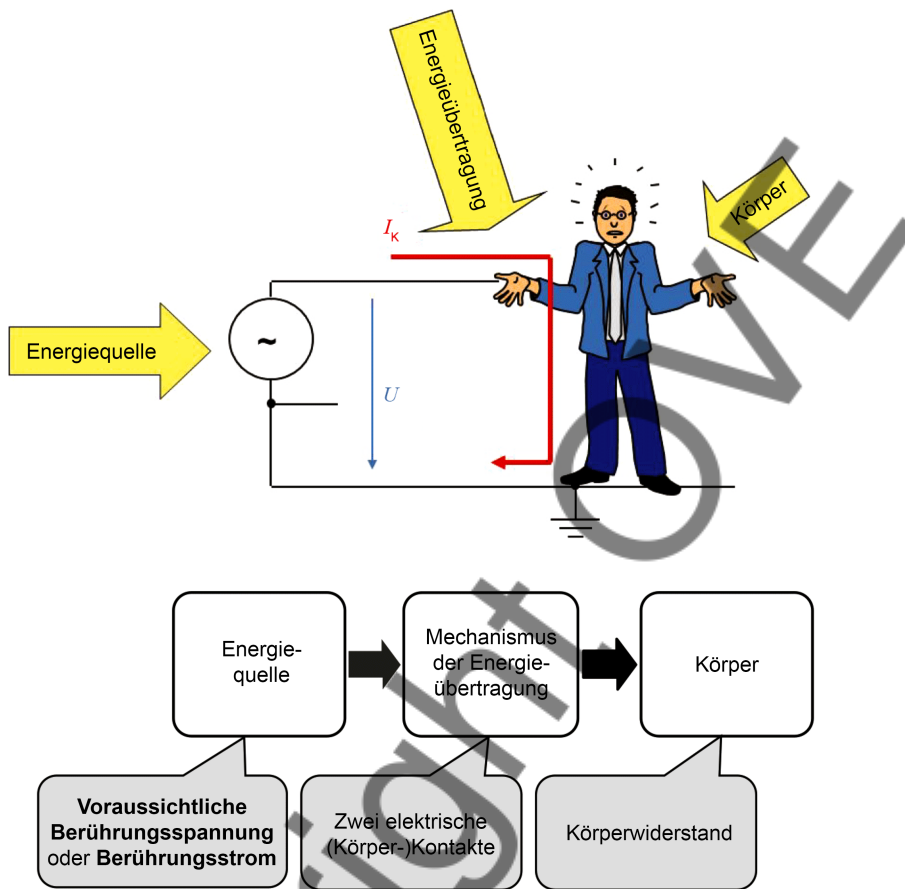 Energieübertragung
Körper
I_K
Energiequelle
~
U
Energie-
quelle
Mechanismus
der Energie-
übertragung
Körper
Voraussichtliche
Berührungsspannung
oder Berührungsstrom
Zwei elektrische
(Körper-)Kontakte
Körperwiderstand
OVE